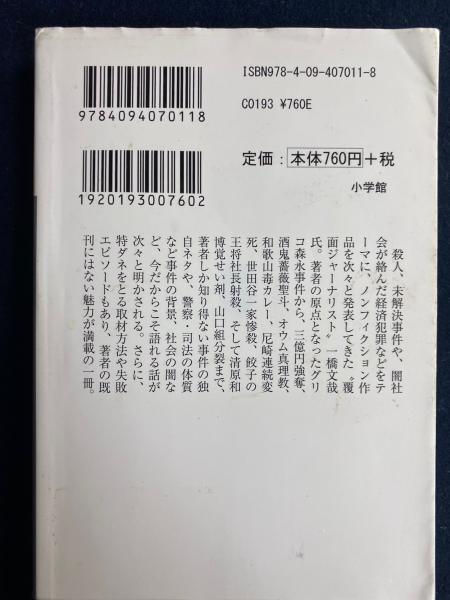 ISBN978-4-09-407011-8
C0193 ¥760E
定価:本体760円+税
小学館
9784094070118
1920193007602
殺人、未解決事件や、闇社
会が絡んだ経済犯罪などをテ
ーマに、ノンフィクション作
品を次々と発表してきた〝覆
面ジャーナリスト〟一橋文哉
氏。著者の原点となったグリ
コ森永事件から、三億円強奪、
酒鬼薔薇聖斗、オウム真理教、
和歌山毒カレー、尼崎連続変
死、世田谷一家惨殺、餃子の
王将社長射殺、そして清原和
博覚せい剤、山口組分裂まで、
著者しか知り得ない事件の独
自ネタや、警察・司法の体質
など事件の背景、社会の闇な
ど、今だからこそ語れる話が
次々と明かされる。さらに、
特ダネをとる取材方法や失敗
エピソードもあり、著者の既
刊にはない魅力が満載の一冊。